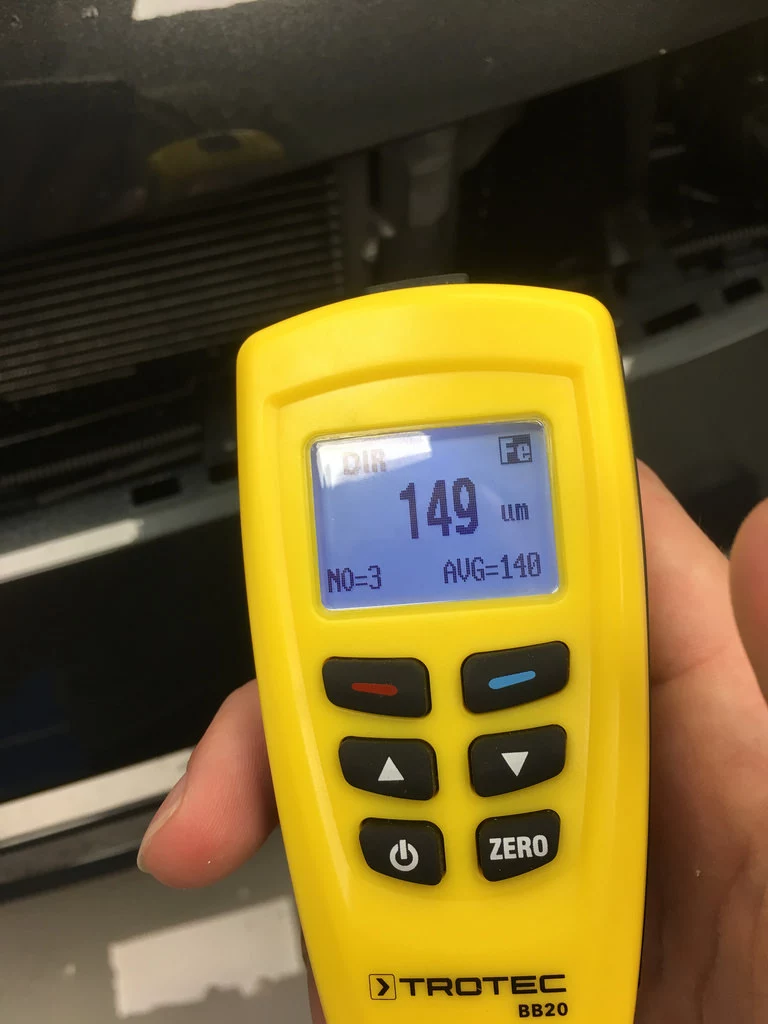 DIR Fe
149 um
NO=3 AVG=140
ZERO
TROTEC
BB20